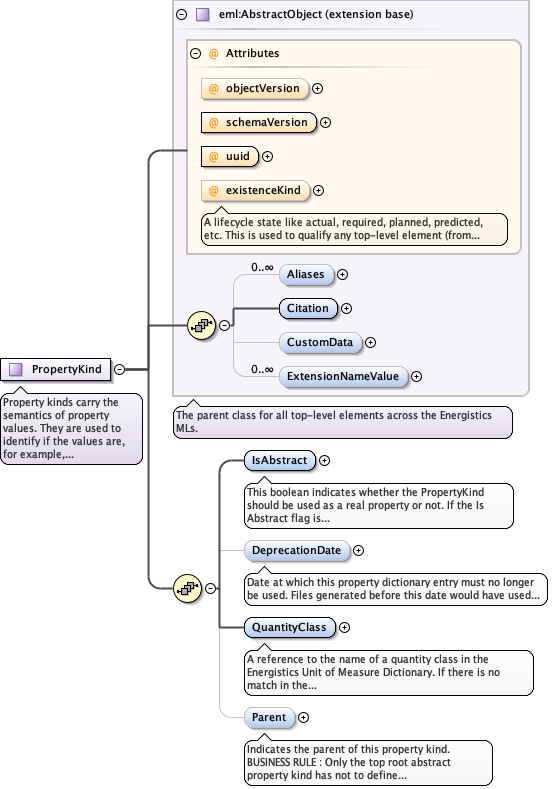 eml:AbstractObject (extension base)
@ Attributes
@ objectVersion
@ schemaVersion
@ uuid
@ existenceKind
A lifecycle state like actual, required, planned, predicted,
etc. This is used to qualify any top-level element (from...
0..∞
Aliases
Citation
CustomData
0..∞
ExtensionNameValue
PropertyKind
Property kinds carry the
semantics of property
values. They are used to
identify if the values are,
for example,...
The parent class for all top-level elements across the Energistics
MLs.
IsAbstract
This boolean indicates whether the PropertyKind
should be used as a real property or not. If the Is
Abstract flag is...
DeprecationDate
Date at which this property dictionary entry must no longer
be used. Files generated before this date would have used...
QuantityClass
A reference to the name of a quantity class in the
Energistics Unit of Measure Dictionary. If there is no
match in the...
Parent
Indicates the parent of this property kind.
BUSINESS RULE : Only the top root abstract
property kind has not to define...